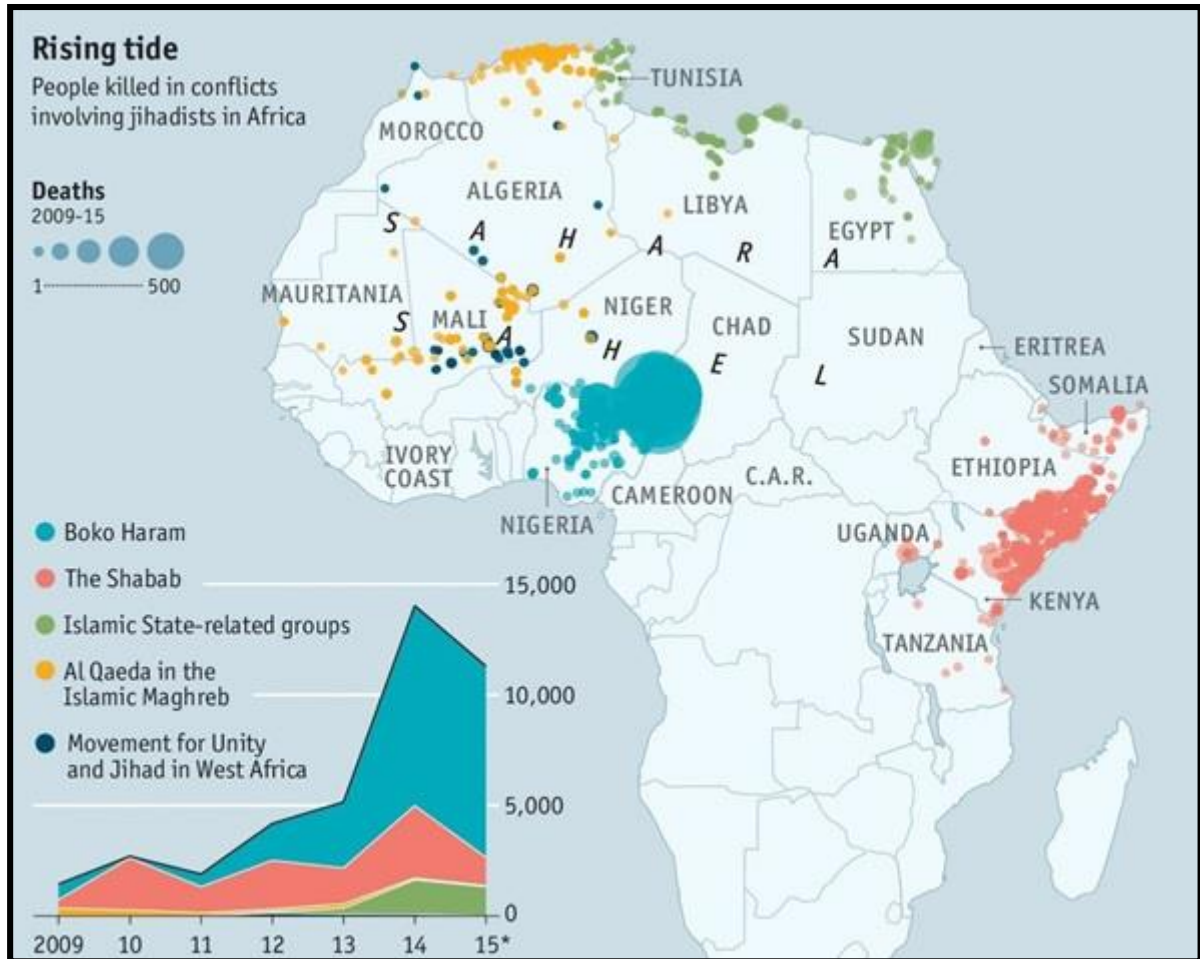 Rising tide
People killed in conflicts
involving jihadists in Africa
Deaths
2009-15
1 500
TUNISIA
MOROCCO
ALGERIA
LIBYA
EGYPT
S A H A R A
MAURITANIA
MALI
NIGER
CHAD
SUDAN
ERITREA
SOMALIA
S A H E L
IVORY
COAST
NIGERIA
CAMEROON
C.A.R.
ETHIOPIA
UGANDA
KENYA
TANZANIA
Boko Haram
The Shabab
Islamic State-related groups
Al Qaeda in the
Islamic Maghreb
Movement for Unity
and Jihad in West Africa
15,000
10,000
5,000
0
2009 10 11 12 13 14 15*